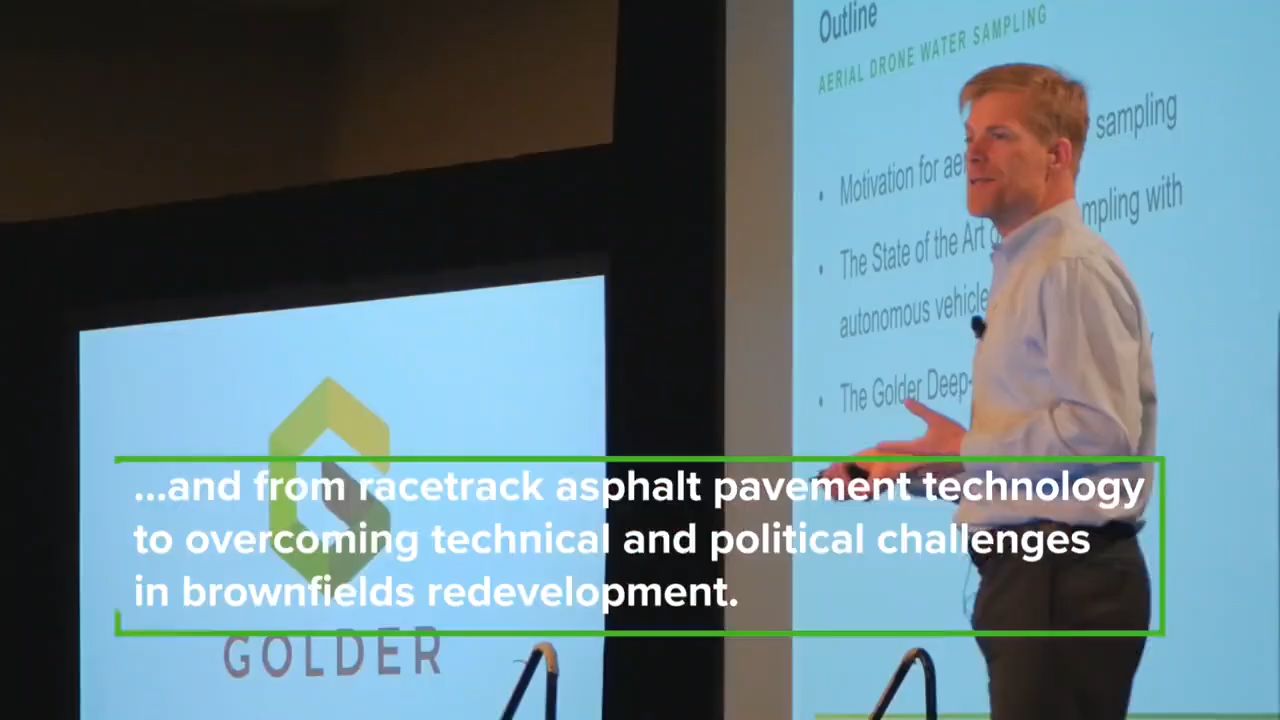 Outline
AERIAL DRONE WATER SAMPLING
• Motivation for sampling
• The State of the Art mpling with
autonomous vehicle
• The Golder Deep-
...and from racetrack asphalt pavement technology
to overcoming technical and political challenges
in brownfields redevelopment.
GOLDER